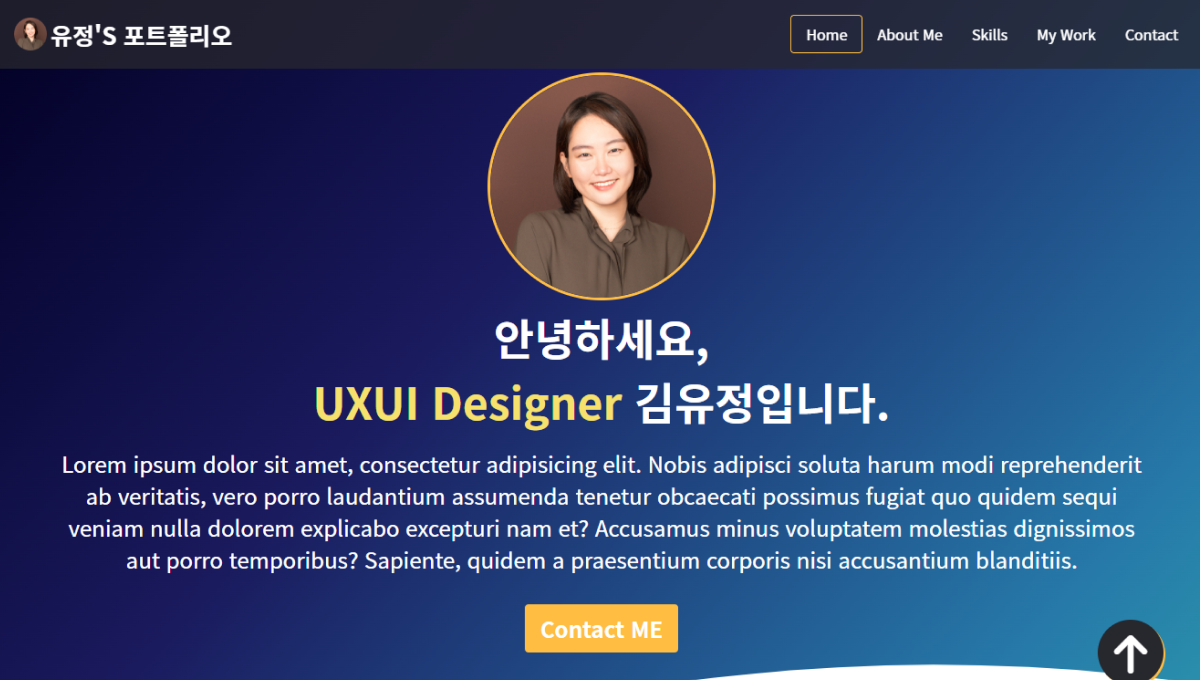 유정'S 포트폴리오
Home
About Me
Skills
My Work
Contact
안녕하세요,
UXUI Designer 김유정입니다.
Lorem ipsum dolor sit amet, consectetur adipisicing elit. Nobis adipisci soluta harum modi reprehenderit
ab veritatis, vero porro laudantium assumenda tenetur obcaecati possimus fugiat quo quidem sequi
veniam nulla dolorem explicabo excepturi nam et? Accusamus minus voluptatem molestias dignissimos
aut porro temporibus? Sapiente, quidem a praesentium corporis nisi accusantium blanditiis.
Contact ME